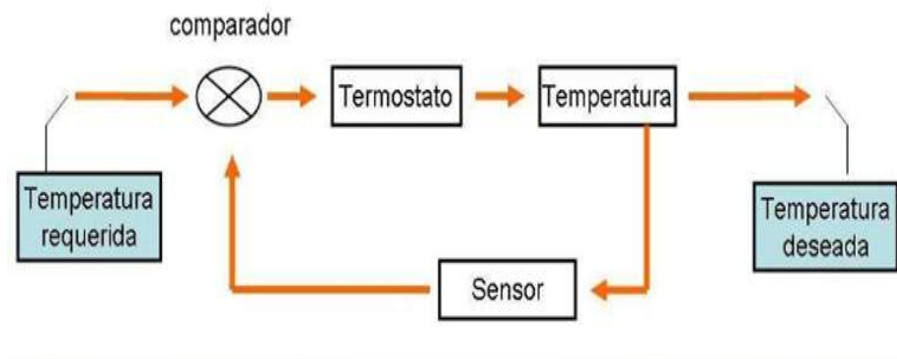 comparador
Termostato
Temperatura
Temperatura
requerida
Temperatura
deseada
Sensor